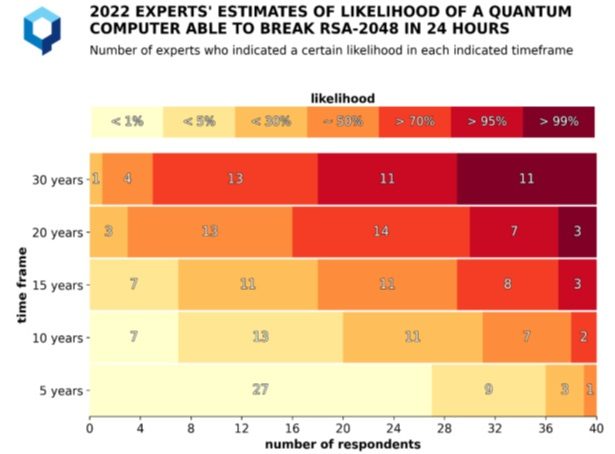 2022 EXPERTS' ESTIMATES OF LIKELIHOOD OF A QUANTUM
COMPUTER ABLE TO BREAK RSA-2048 IN 24 HOURS
Number of experts who indicated a certain likelihood in each indicated timeframe
likelihood
< 1% < 5% < 30% ~ 50% > 70% > 95% > 99%
30 years 1 4 13 11 11
20 years 3 13 14 7 3
15 years 7 11 11 8 3
10 years 7 13 11 7 2
5 years 27 9 3 1
time frame
0 4 8 12 16 20 24 28 32 36 40
number of respondents